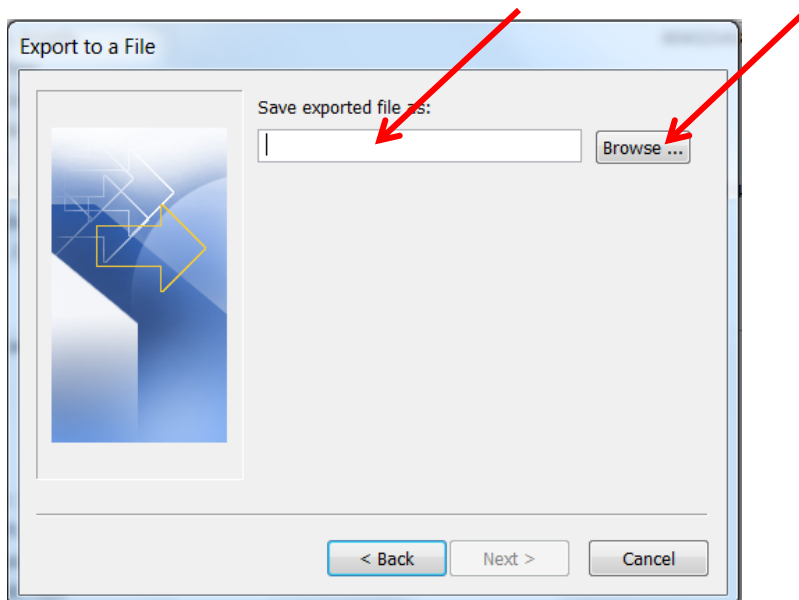 Export to a File
Save exported file as:
Browse ...
< Back
Next >
Cancel